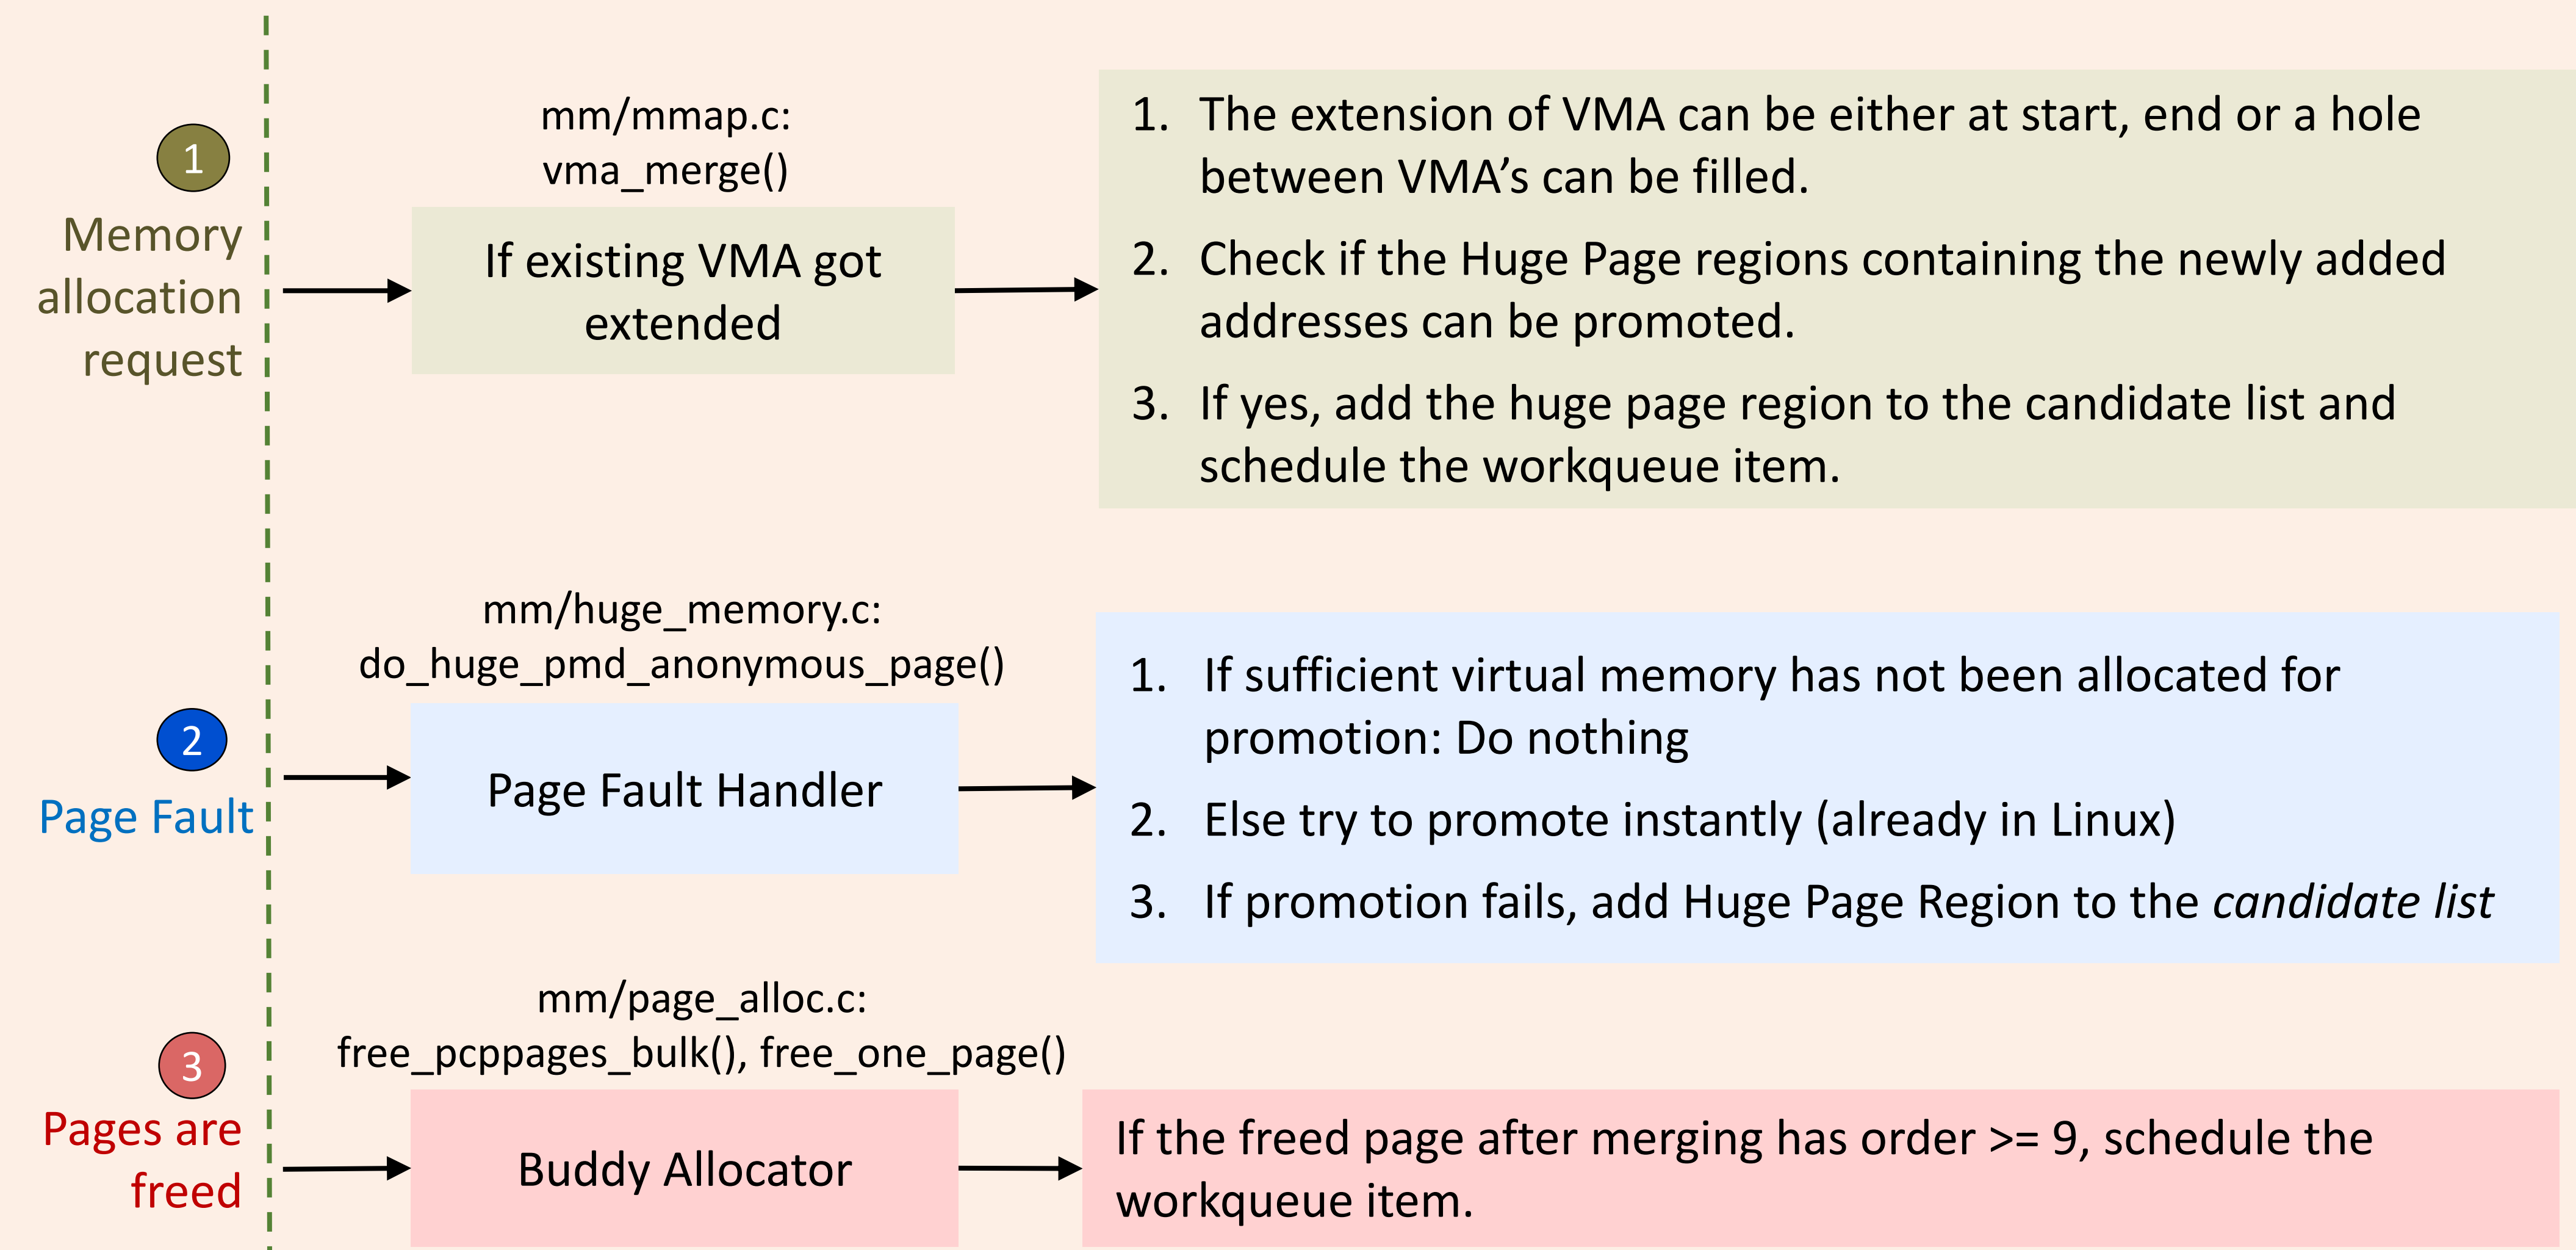 1
Memory
allocation
request
mm/mmap.c:
vma_merge()
If existing VMA got
extended
1. The extension of VMA can be either at start, end or a hole
between VMA’s can be filled.
2. Check if the Huge Page regions containing the newly added
addresses can be promoted.
3. If yes, add the huge page region to the candidate list and
schedule the workqueue item.
2
Page Fault
mm/huge_memory.c:
do_huge_pmd_anonymous_page()
Page Fault Handler
1. If sufficient virtual memory has not been allocated for
promotion: Do nothing
2. Else try to promote instantly (already in Linux)
3. If promotion fails, add Huge Page Region to the candidate list
3
Pages are
freed
mm/page_alloc.c:
free_pcppages_bulk(), free_one_page()
Buddy Allocator
If the freed page after merging has order >= 9, schedule the
workqueue item.